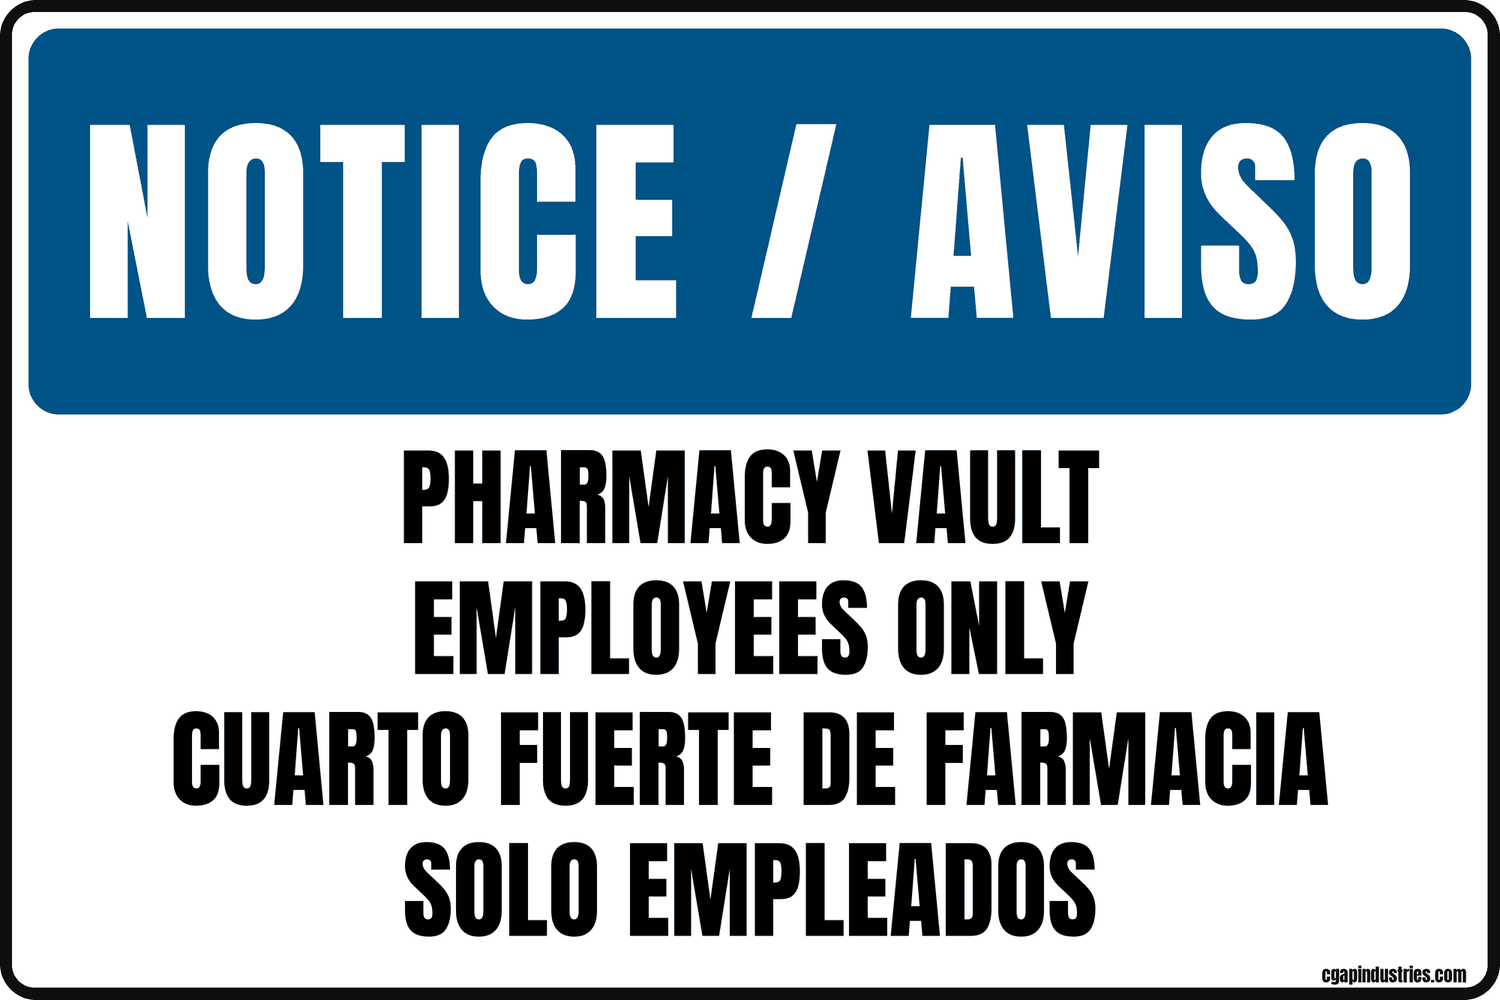 NOTICE / AVISO
PHARMACY VAULT
EMPLOYEES ONLY
CUARTO FUERTE DE FARMACIA
SOLO EMPLEADOS
cgapindustries.com